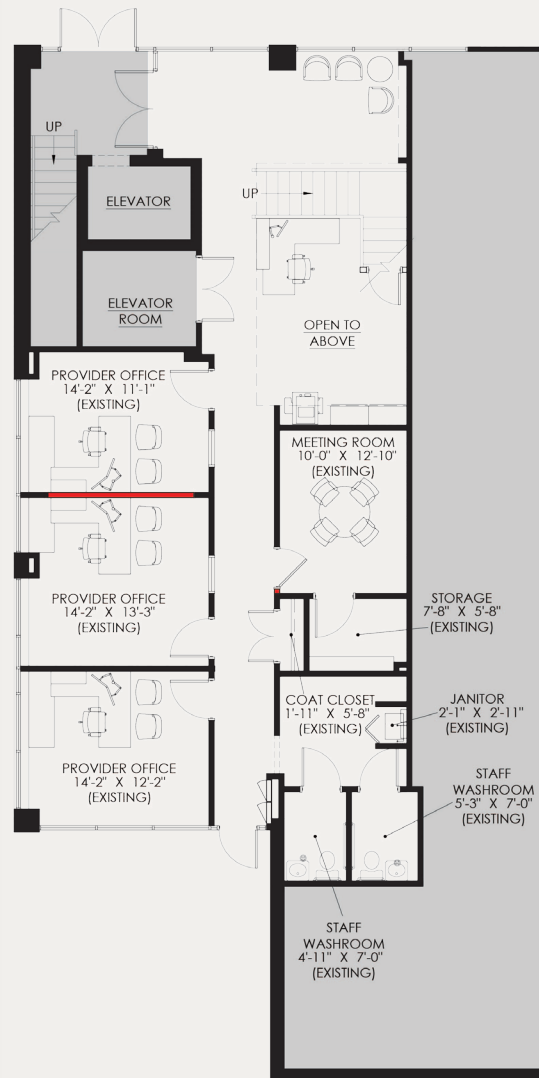 UP
ELEVATOR
UP
ELEVATOR
ROOM
OPEN TO
ABOVE
PROVIDER OFFICE
14'-2" X 11'-1"
(EXISTING)
MEETING ROOM
10'-0" X 12'-10"
(EXISTING)
PROVIDER OFFICE
14'-2" X 13'-3"
(EXISTING)
STORAGE
7'-8" X 5'-8"
(EXISTING)
COAT CLOSET
1'-11" X 5'-8"
(EXISTING)
JANITOR
2'-1" X 2'-11"
(EXISTING)
PROVIDER OFFICE
14'-2" X 12'-2"
(EXISTING)
STAFF
WASHROOM
5'-3" X 7'-0"
(EXISTING)
STAFF
WASHROOM
4'-11" X 7'-0"
(EXISTING)